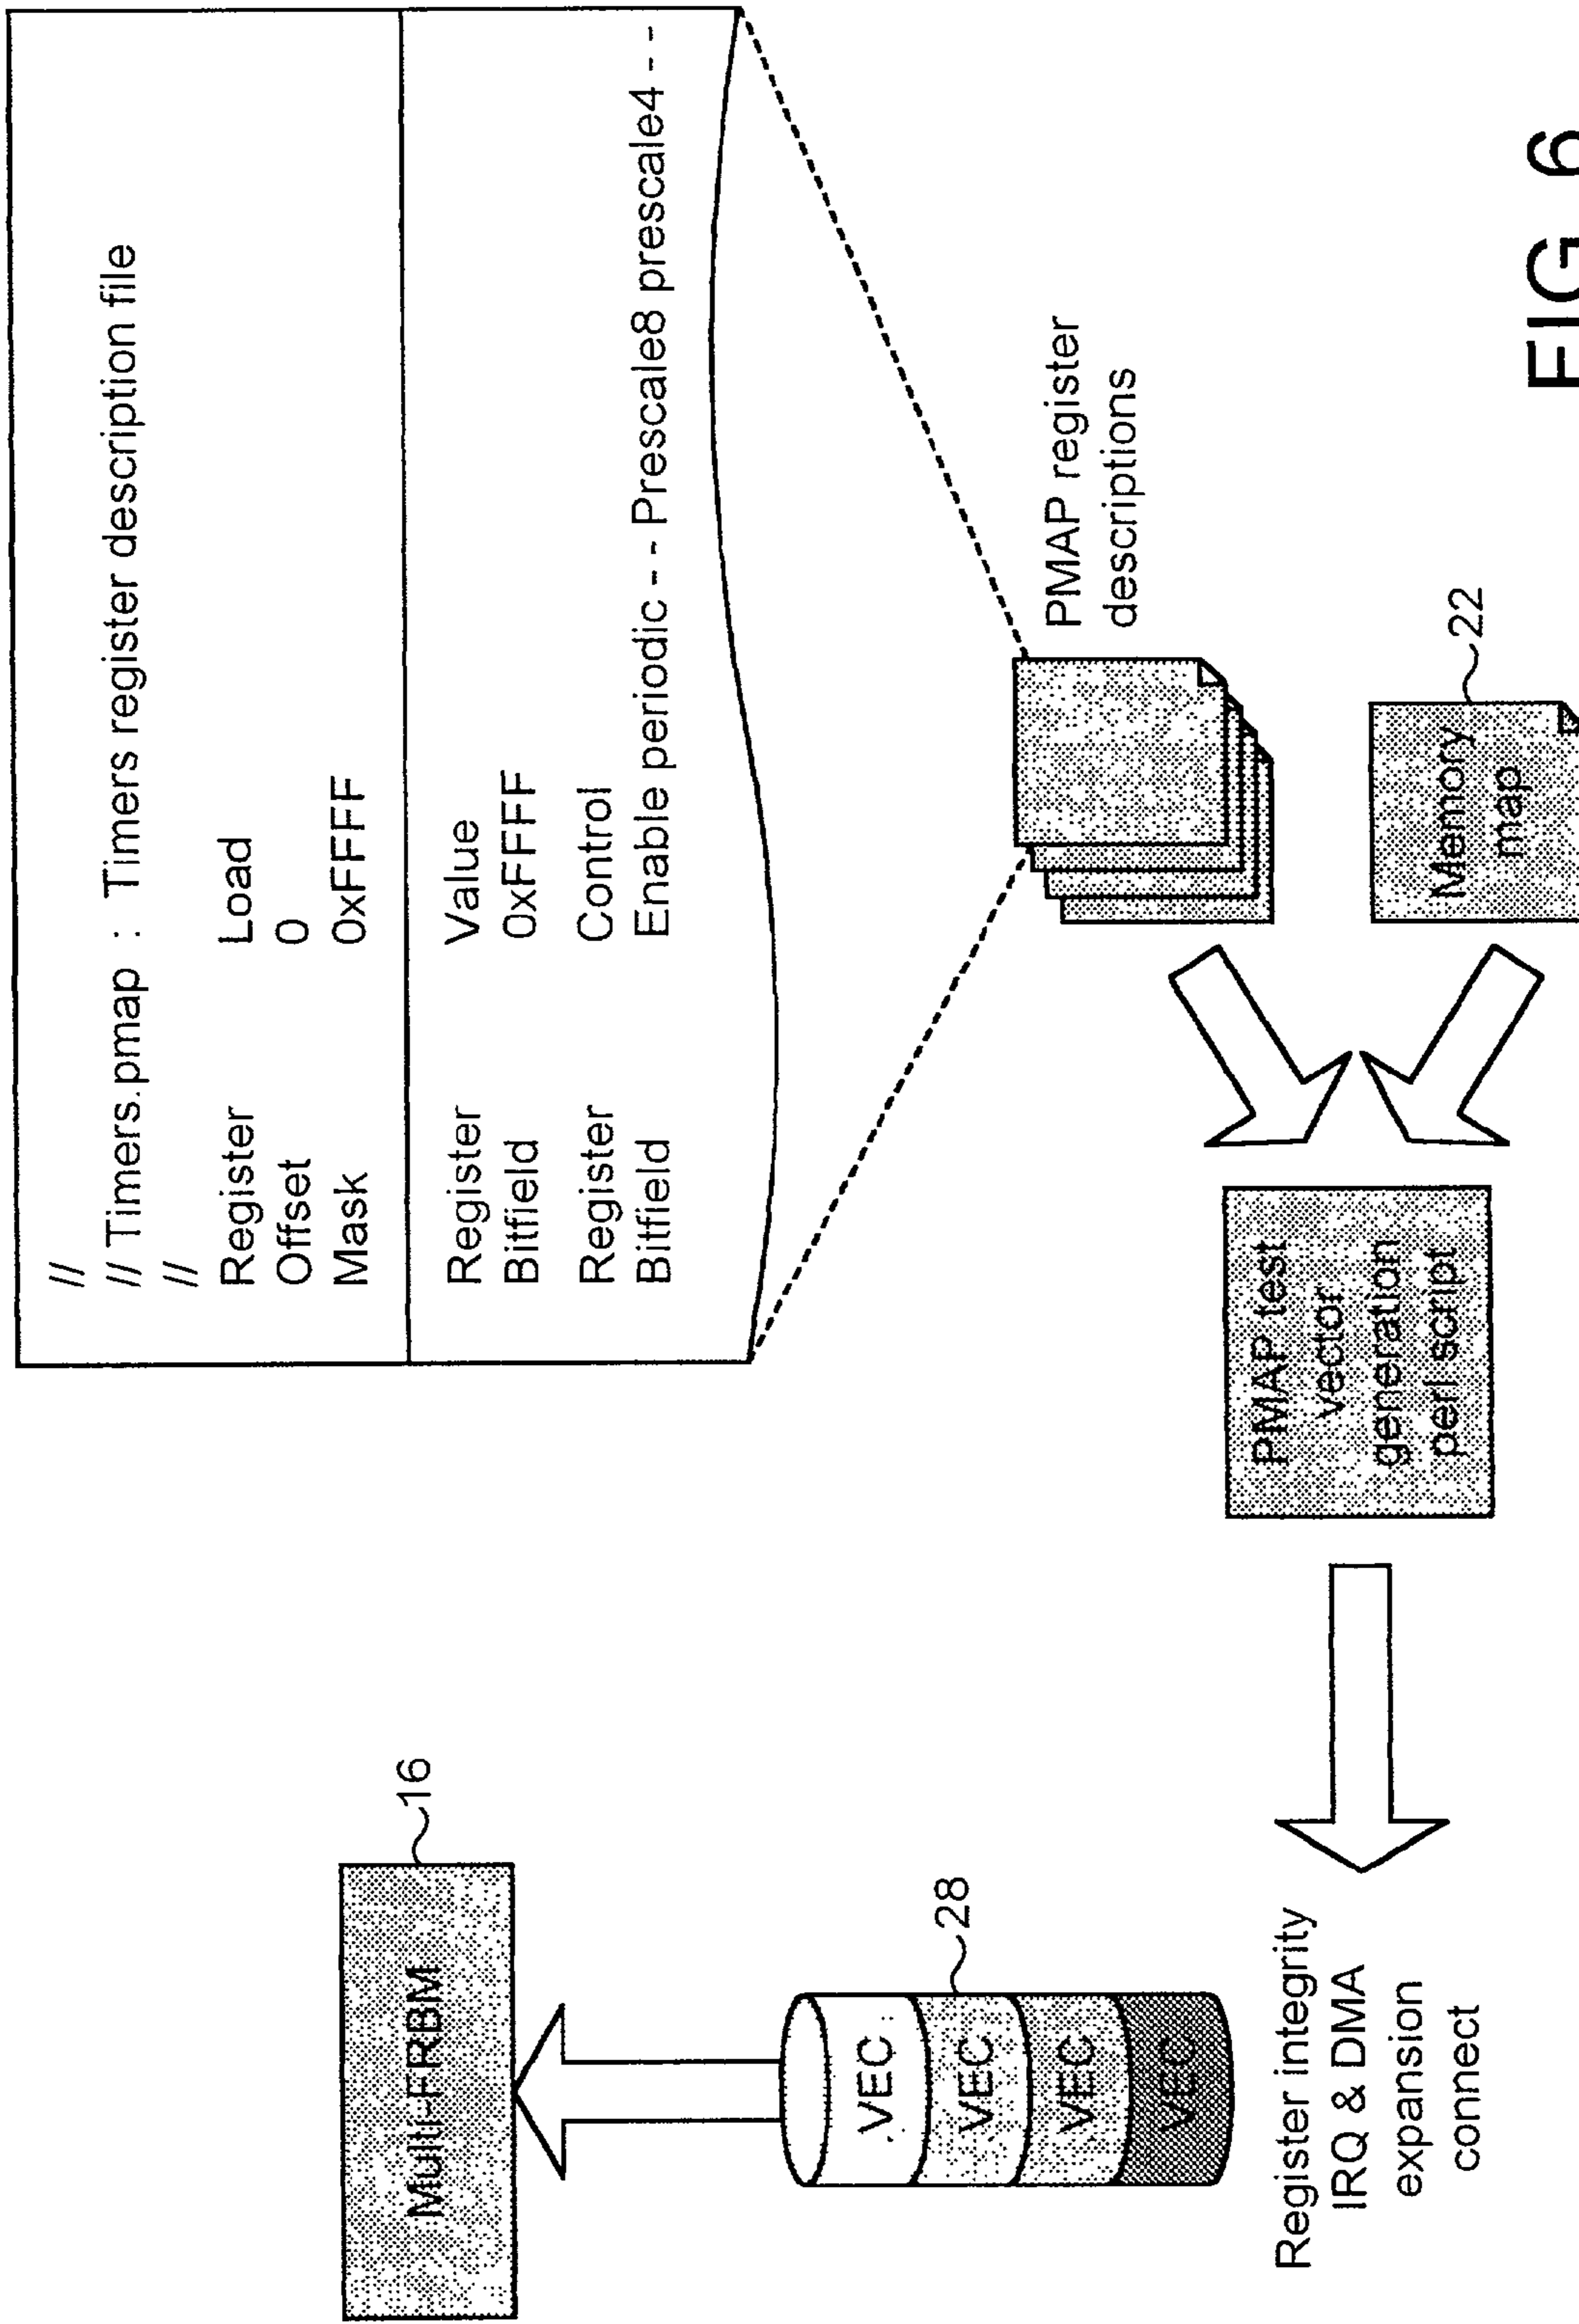 //
// Timers.pmap : Timers register description file
//
Register Load
Offset 0
Mask 0xFFFF
Register Value
Bitfield 0xFFFF
Register Control
Bitfield Enable periodic - - Prescale8 prescale4 - -
Multi-FRBM
16
VEC
VEC
VEC
VEC
28
Register integrity
IRQ & DMA
expansion
connect
PMAP test
vector
generation
perl script
PMAP register
descriptions
Memory
map
22
FIG. 6